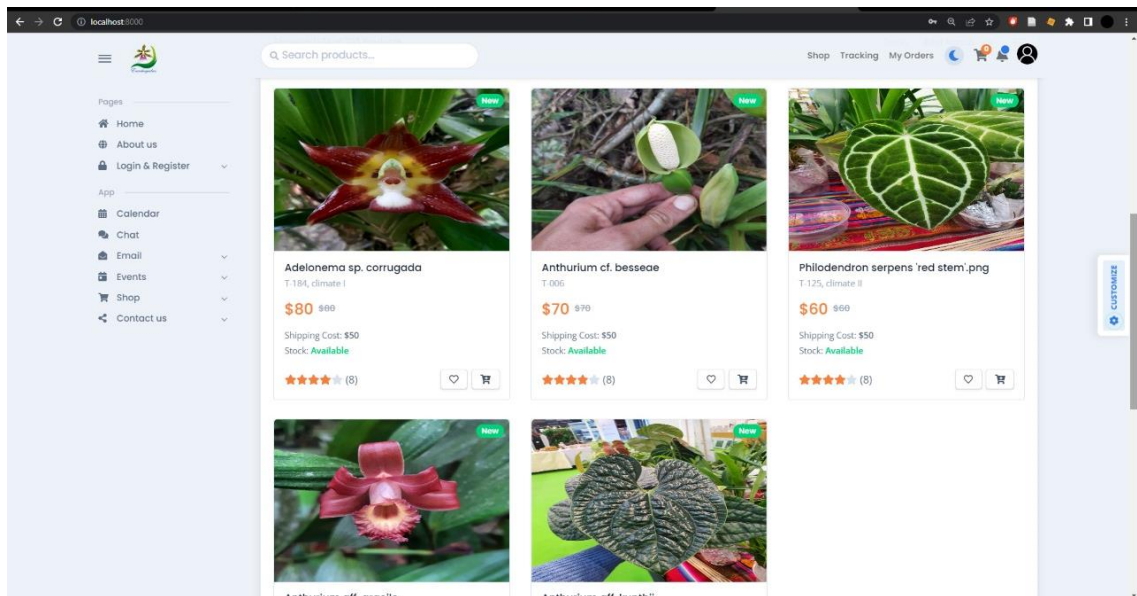 localhost:8000
Search products...
Shop Tracking My Orders
0
Pages
Home
About us
Login & Register
App
Calendar
Chat
Email
Events
Shop
Contact us
New
New
New
Adelonema sp. corrugada
T-184, climate I
$80 $80
Shipping Cost: $50
Stock: Available
(8)
Anthurium cf. besseae
T-006
$70 $70
Shipping Cost: $50
Stock: Available
(8)
Philodendron serpens 'red stem'.png
T-125, climate II
$60 $60
Shipping Cost: $50
Stock: Available
(8)
New
New
CUSTOMIZE